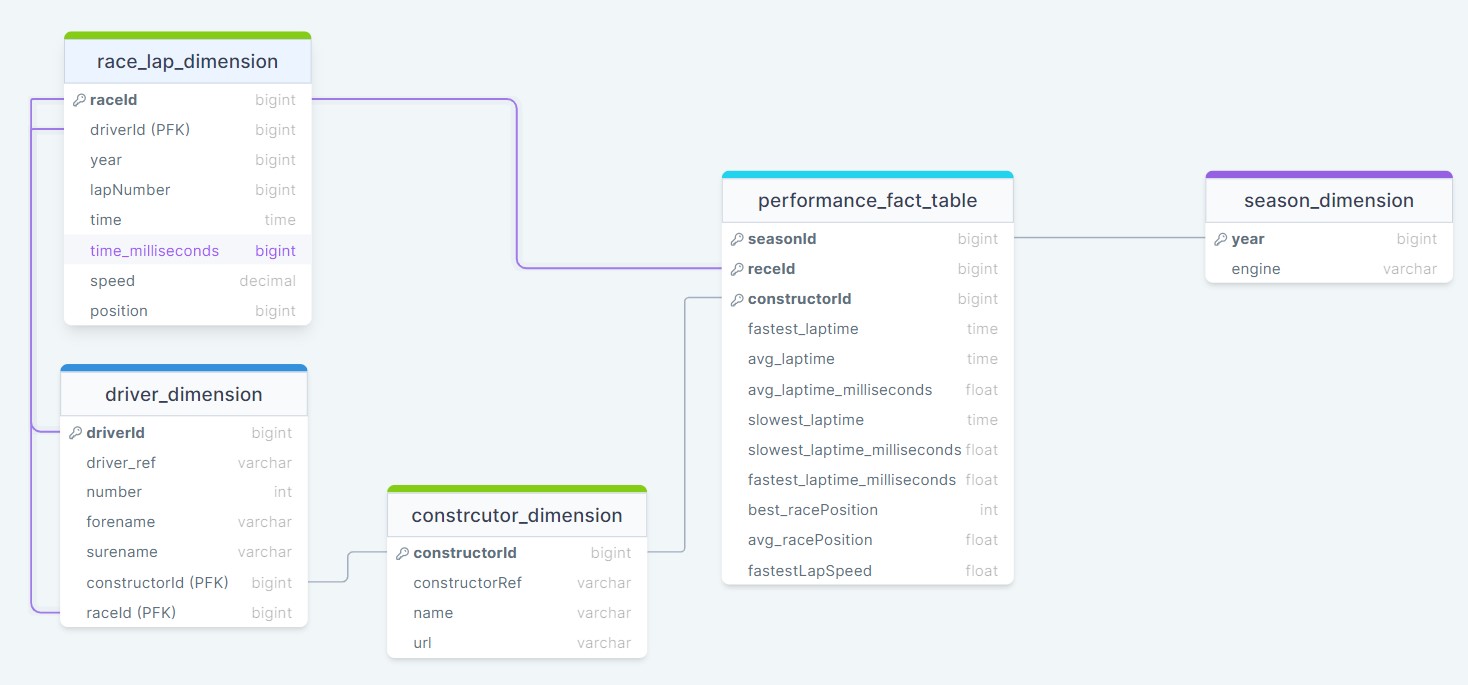 race_lap_dimension
raceId bigint
driverId (PFK) bigint
year bigint
lapNumber bigint
time time
time_milliseconds bigint
speed decimal
position bigint
driver_dimension
driverId bigint
driver_ref varchar
number int
forename varchar
surename varchar
constructorId (PFK) bigint
raceId (PFK) bigint
constrcutor_dimension
constructorId bigint
constructorRef varchar
name varchar
url varchar
performance_fact_table
seasonId bigint
receId bigint
constructorId bigint
fastest_laptime time
avg_laptime time
avg_laptime_milliseconds float
slowest_laptime time
slowest_laptime_milliseconds float
fastest_laptime_milliseconds float
best_racePosition int
avg_racePosition float
fastestLapSpeed float
season_dimension
year bigint
engine varchar